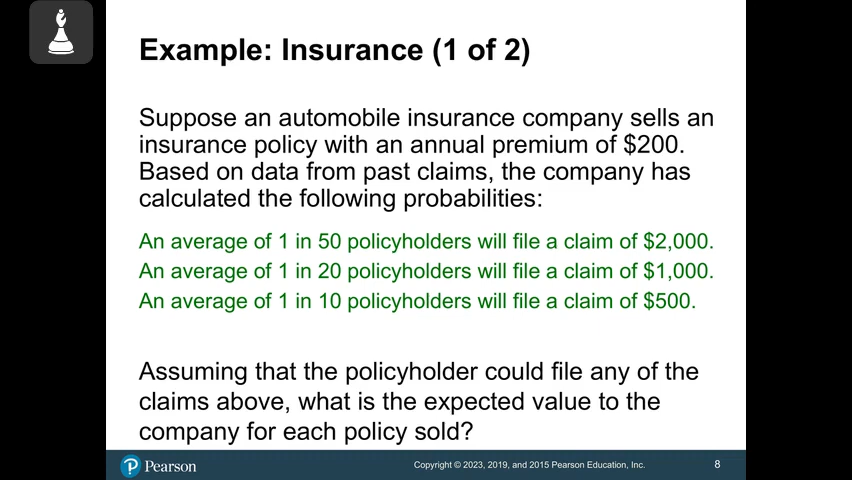 Example: Insurance (1 of 2)
Suppose an automobile insurance company sells an
insurance policy with an annual premium of $200.
Based on data from past claims, the company has
calculated the following probabilities:
An average of 1 in 50 policyholders will file a claim of $2,000.
An average of 1 in 20 policyholders will file a claim of $1,000.
An average of 1 in 10 policyholders will file a claim of $500.
Assuming that the policyholder could file any of the
claims above, what is the expected value to the
company for each policy sold?
Pearson
Copyright © 2023, 2019, and 2015 Pearson Education, Inc.
8